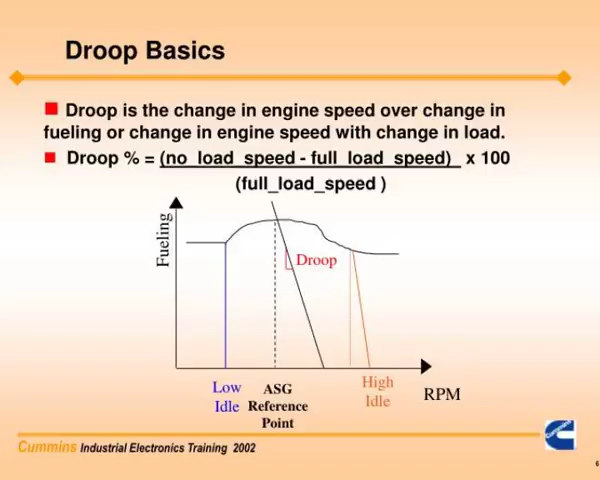 Droop Basics
Droop is the change in engine speed over change in
fueling or change in engine speed with change in load.
Droop % = (no_load_speed - full_load_speed) x 100
(full_load_speed )
Fueling
Droop
Low
Idle
ASG
Reference
Point
High
Idle
RPM
Cummins Industrial Electronics Training 2002
Cummins
6